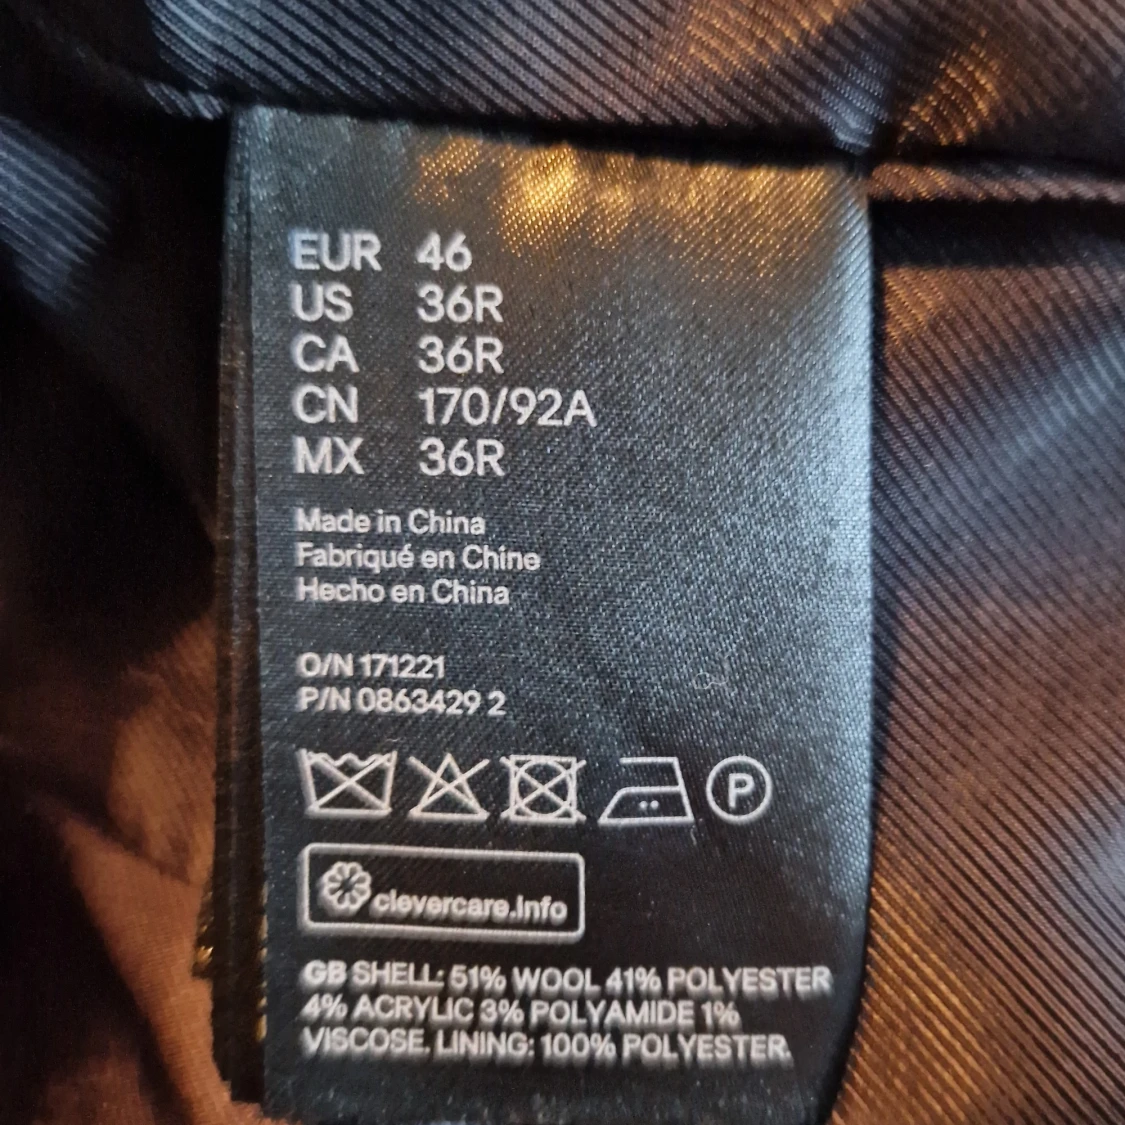 EUR 46
US 36R
CA 36R
CN 170/92A
MX 36R
Made in China
Fabriqué en Chine
Hecho en China
O/N 171221
P/N 0863429 2
P
clevercare.info
GB SHELL: 51% WOOL 41% POLYESTER
4% ACRYLIC 3% POLYAMIDE 1%
VISCOSE. LINING: 100% POLYESTER.